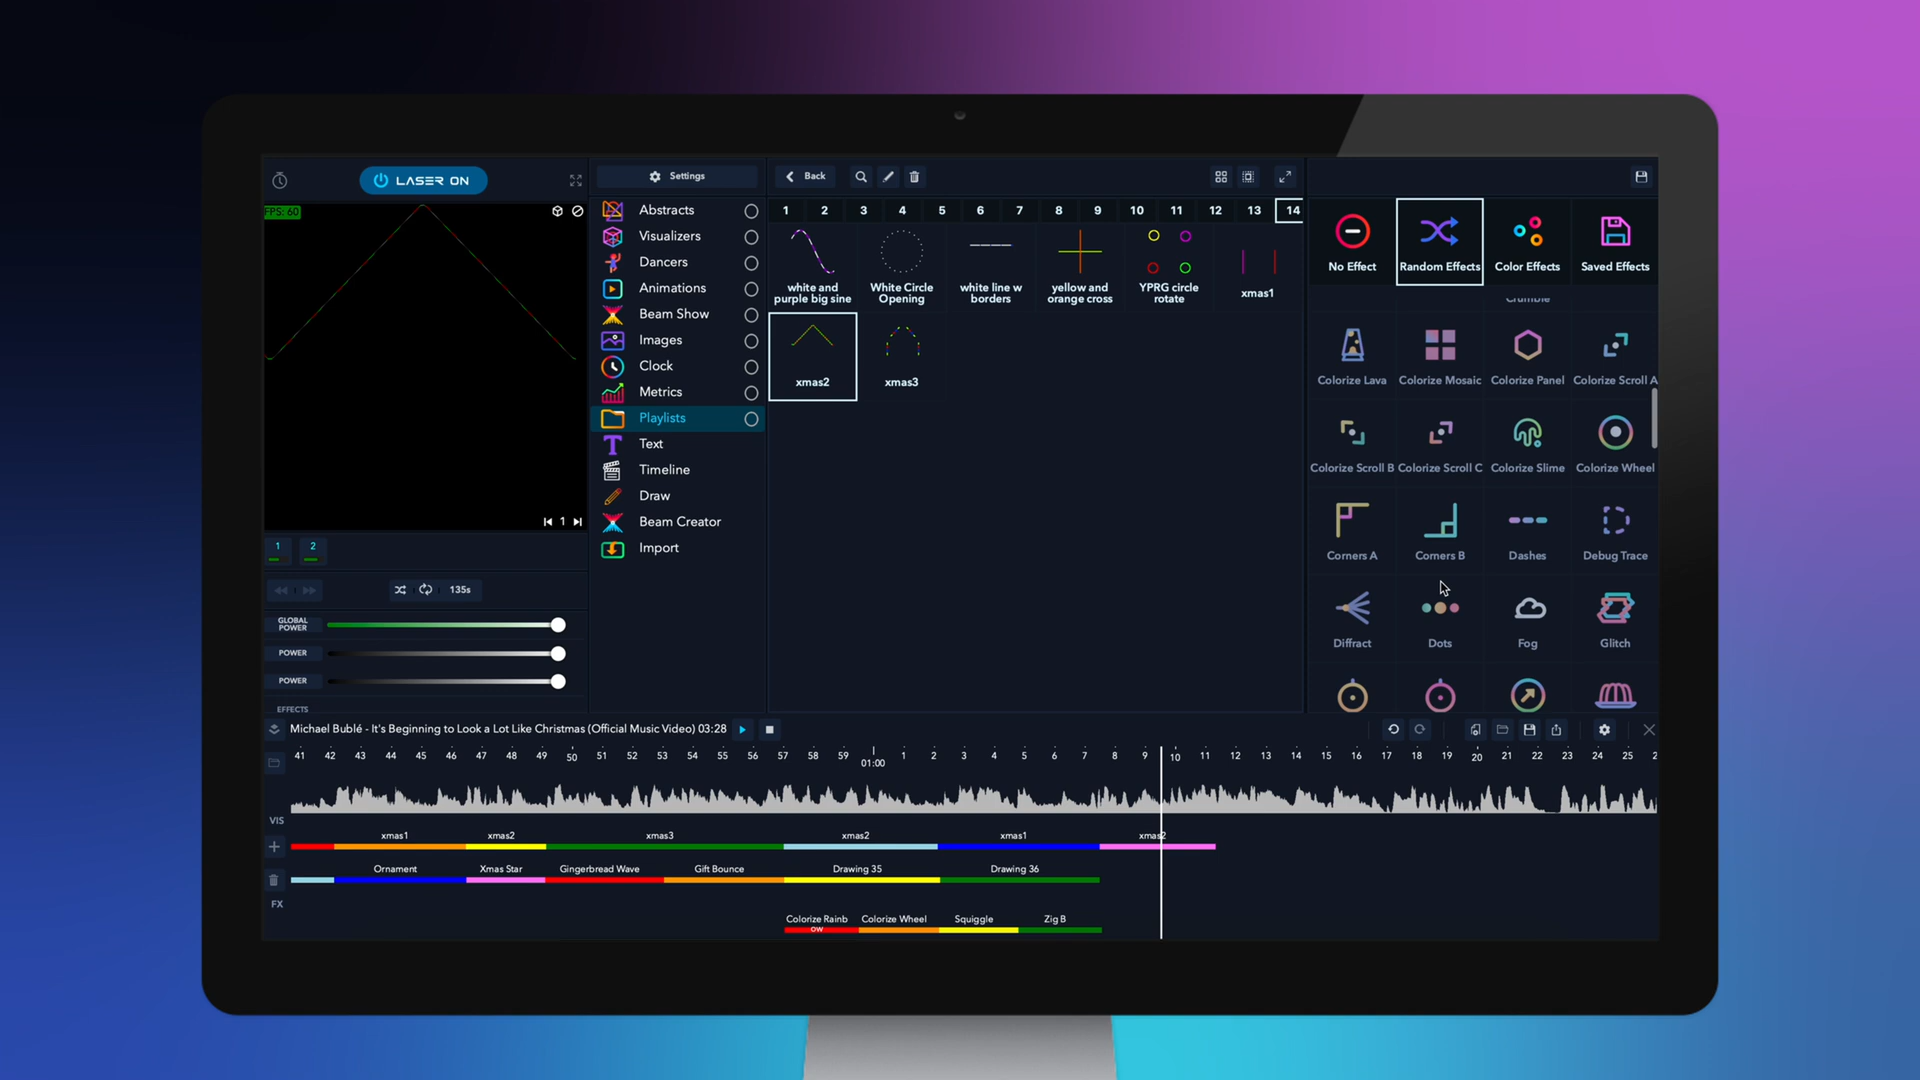 LASER ON
FPS: 60
1
1 2
135s
GLOBAL
POWER
POWER
POWER
EFFECTS
Settings
Abstracts
Visualizers
Dancers
Animations
Beam Show
Images
Clock
Metrics
Playlists
Text
Timeline
Draw
Beam Creator
Import
Back
1 2 3 4 5 6 7 8 9 10 11 12 13 14
white and
purple big sine
White Circle
Opening
white line w
borders
yellow and
orange cross
YPRG circle
rotate
xmas1
xmas2
xmas3
No Effect
Random Effects
Color Effects
Saved Effects
Crumble
Colorize Lava
Colorize Mosaic
Colorize Panel
Colorize Scroll A
Colorize Scroll B
Colorize Scroll C
Colorize Slime
Colorize Wheel
Corners A
Corners B
Dashes
Debug Trace
Diffract
Dots
Fog
Glitch
Michael Bublé - It's Beginning to Look a Lot Like Christmas (Official Music Video) 03:28
41 42 43 44 45 46 47 48 49 50 51 52 53 54 55 56 57 58 59 01:00 1 2 3 4 5 6 7 8 9 10 11 12 13 14 15 16 17 18 19 20 21 22 23 24 25 2
VIS
xmas1 xmas2 xmas3 xmas2 xmas1 xmas2
Ornament Xmas Star Gingerbread Wave Gift Bounce Drawing 35 Drawing 36
FX
Colorize Rainb
ow
Colorize Wheel
Squiggle
Zig B